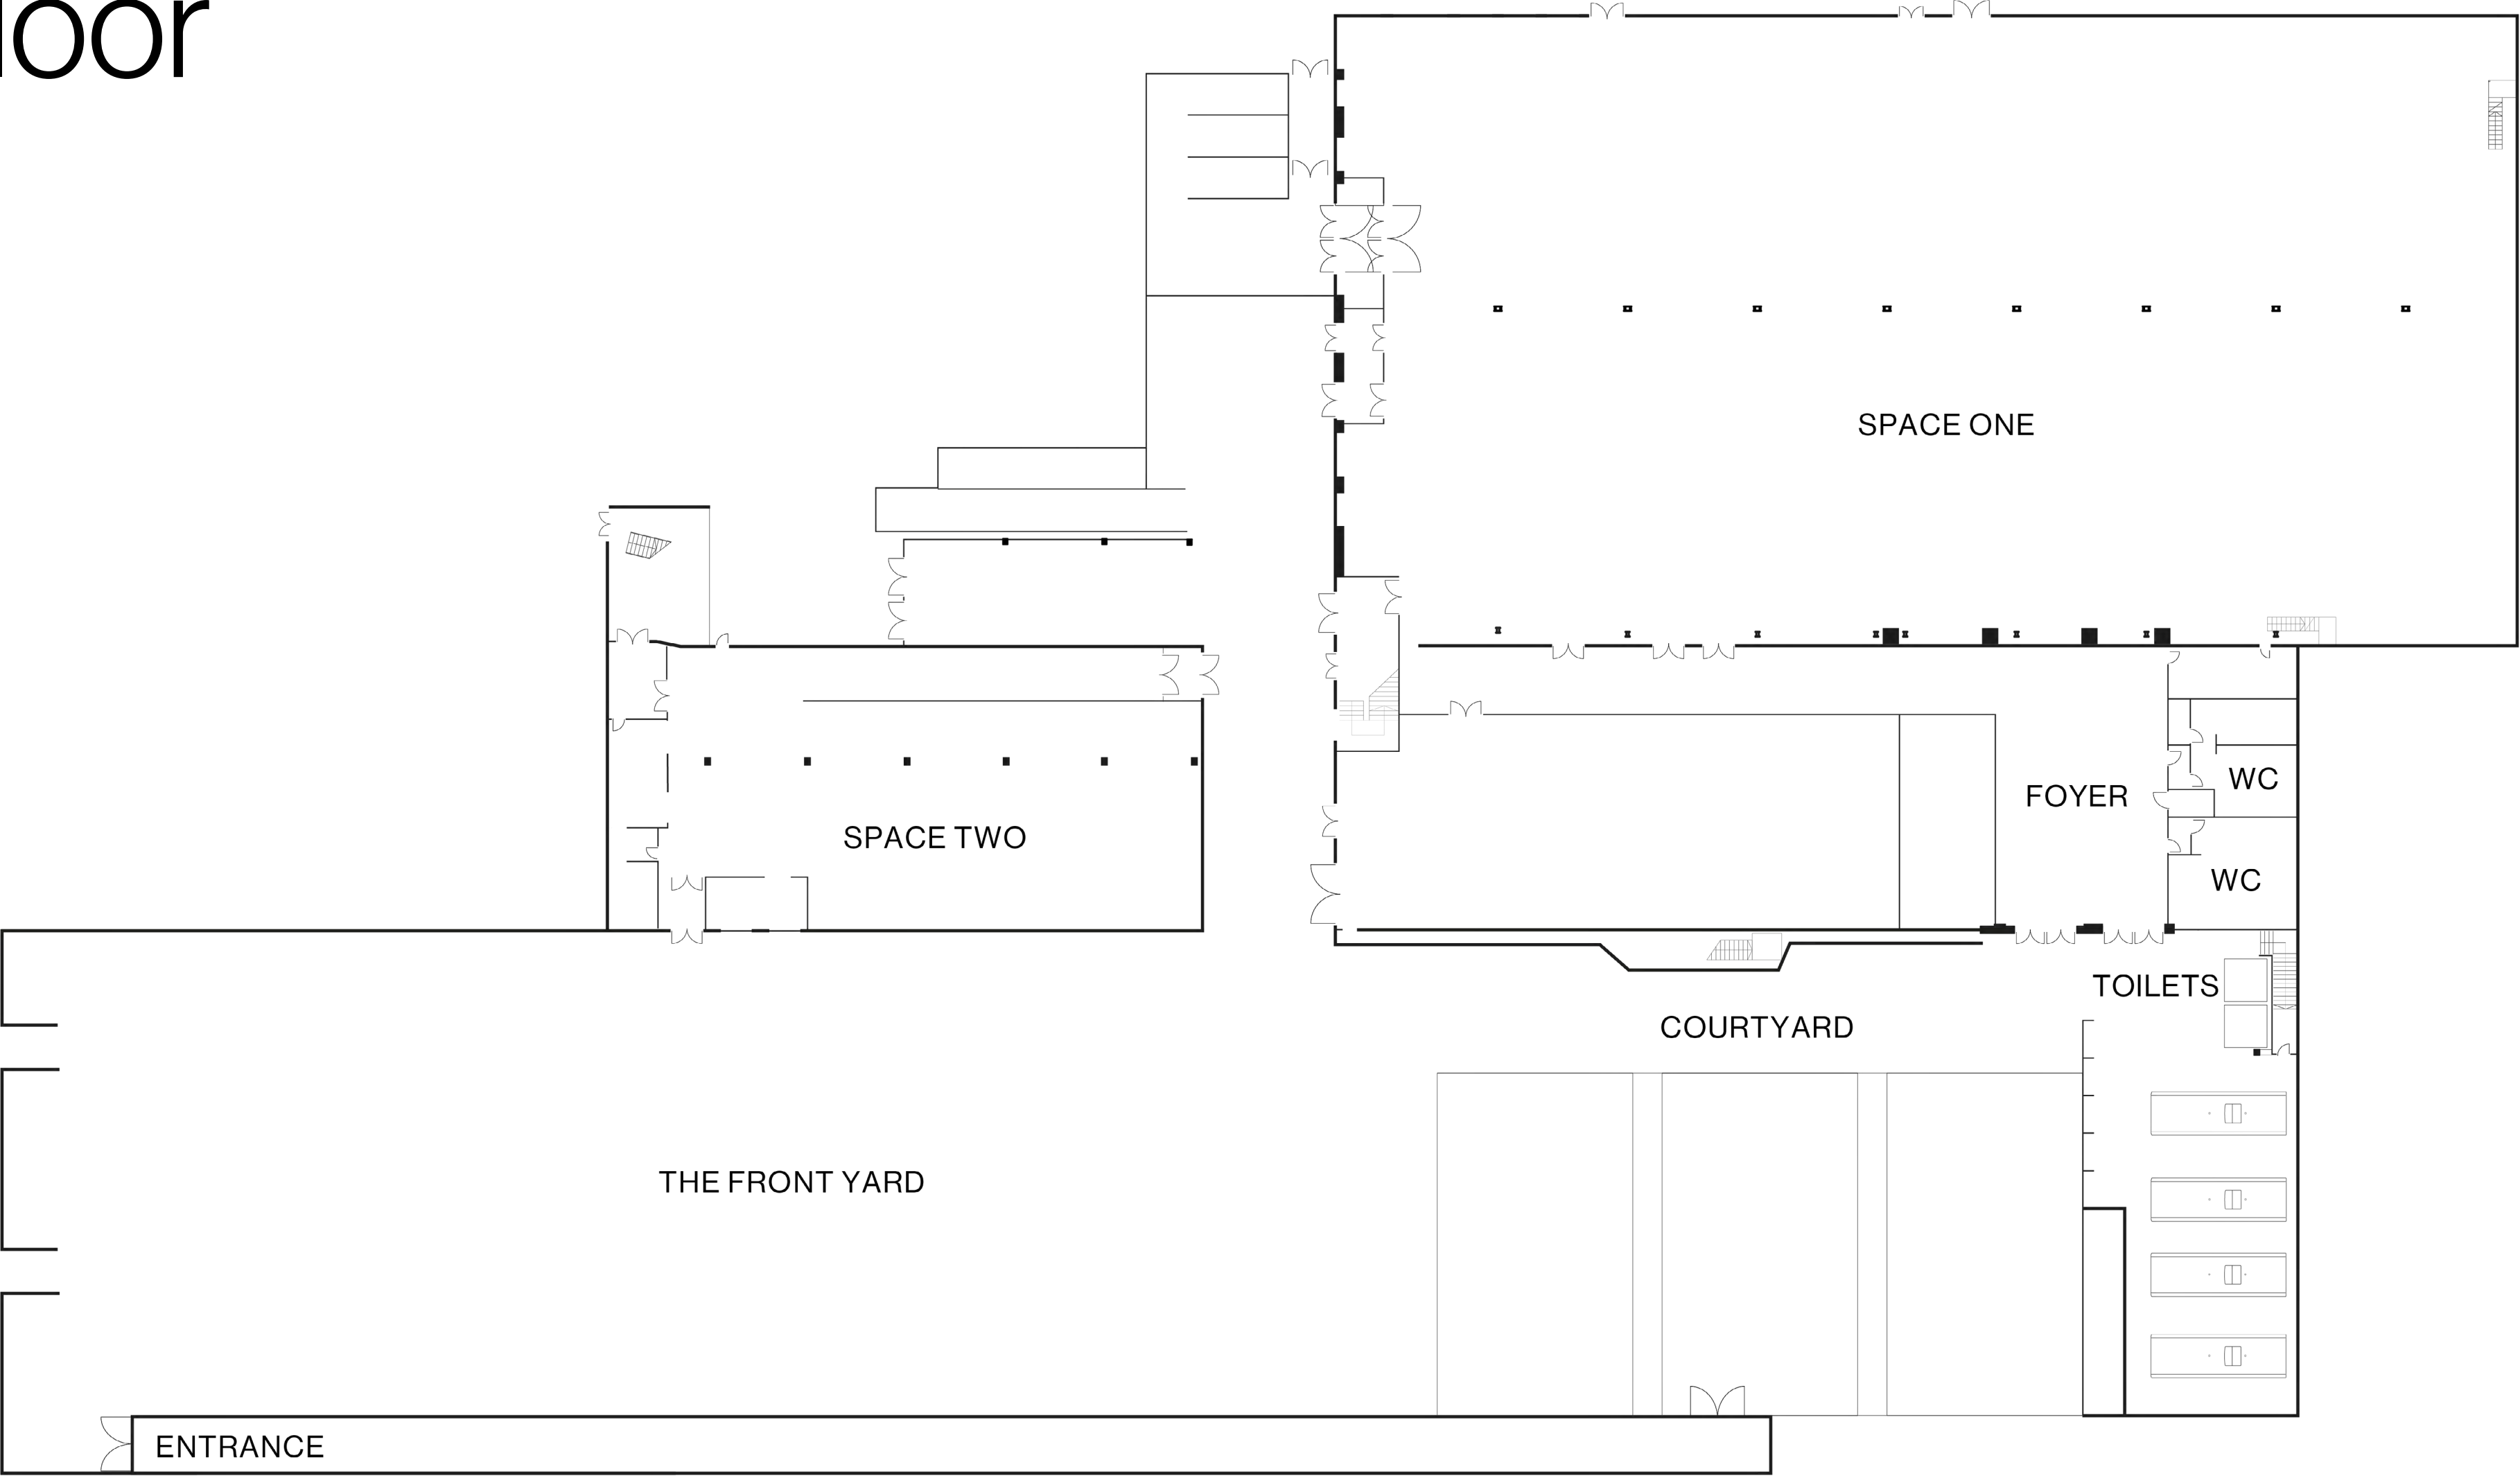 loor
SPACE ONE
SPACE TWO
FOYER
WC
WC
TOILETS
COURTYARD
THE FRONT YARD
ENTRANCE